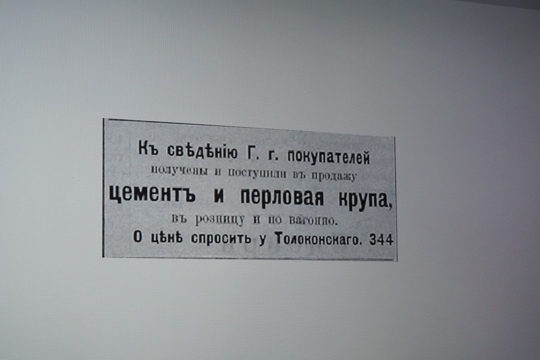 Къ свѣдѣнію Г. г. покупателей
получены и поступили въ продажу
цементъ и перловая крупа,
въ розницу и по вагонно.
О цѣнѣ спросить у Толоконскаго. 344